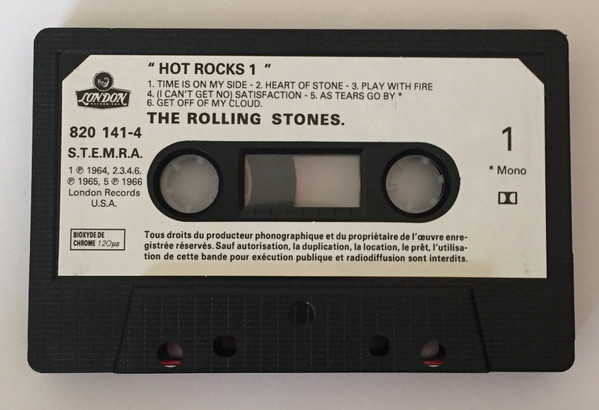 " HOT ROCKS 1 "
1. TIME IS ON MY SIDE - 2. HEART OF STONE - 3. PLAY WITH FIRE
4. (I CAN'T GET NO) SATISFACTION - 5. AS TEARS GO BY *
6. GET OFF OF MY CLOUD.
THE ROLLING STONES.
LONDON
820 141-4
S.T.E.M.R.A.
1 ℗ 1964, 2.3.4.6.
℗ 1965, 5 ℗ 1966
London Records
U.S.A.
1
* Mono
BIOXYDE DE
CHROME 120µs
Tous droits du producteur phonographique et du propriétaire de l'œuvre enre-
gistrée réservés. Sauf autorisation, la duplication, la location, le prêt, l'utilisa-
tion de cette bande pour exécution publique et radiodiffusion sont interdits.